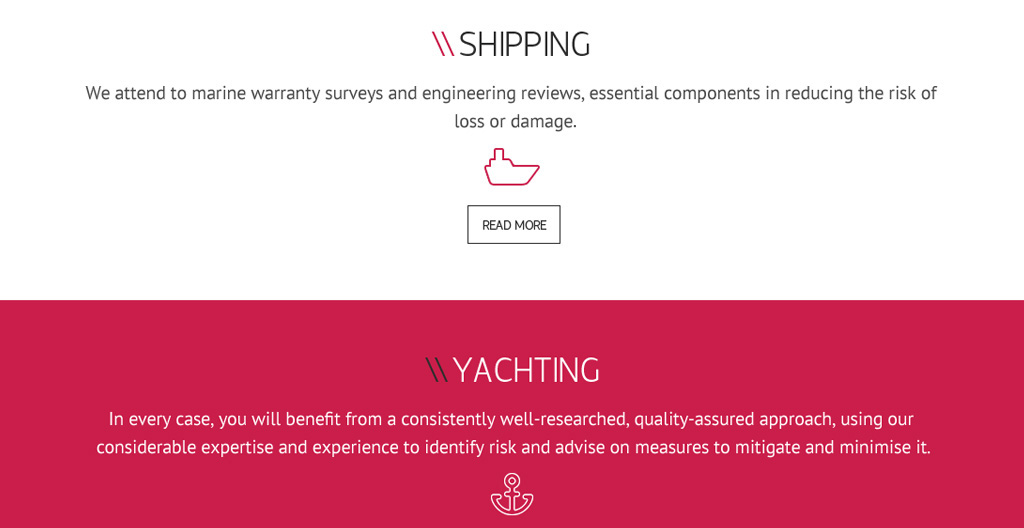 \\ SHIPPING
We attend to marine warranty surveys and engineering reviews, essential components in reducing the risk of
loss or damage.
READ MORE
\\ YACHTING
In every case, you will benefit from a consistently well-researched, quality-assured approach, using our
considerable expertise and experience to identify risk and advise on measures to mitigate and minimise it.